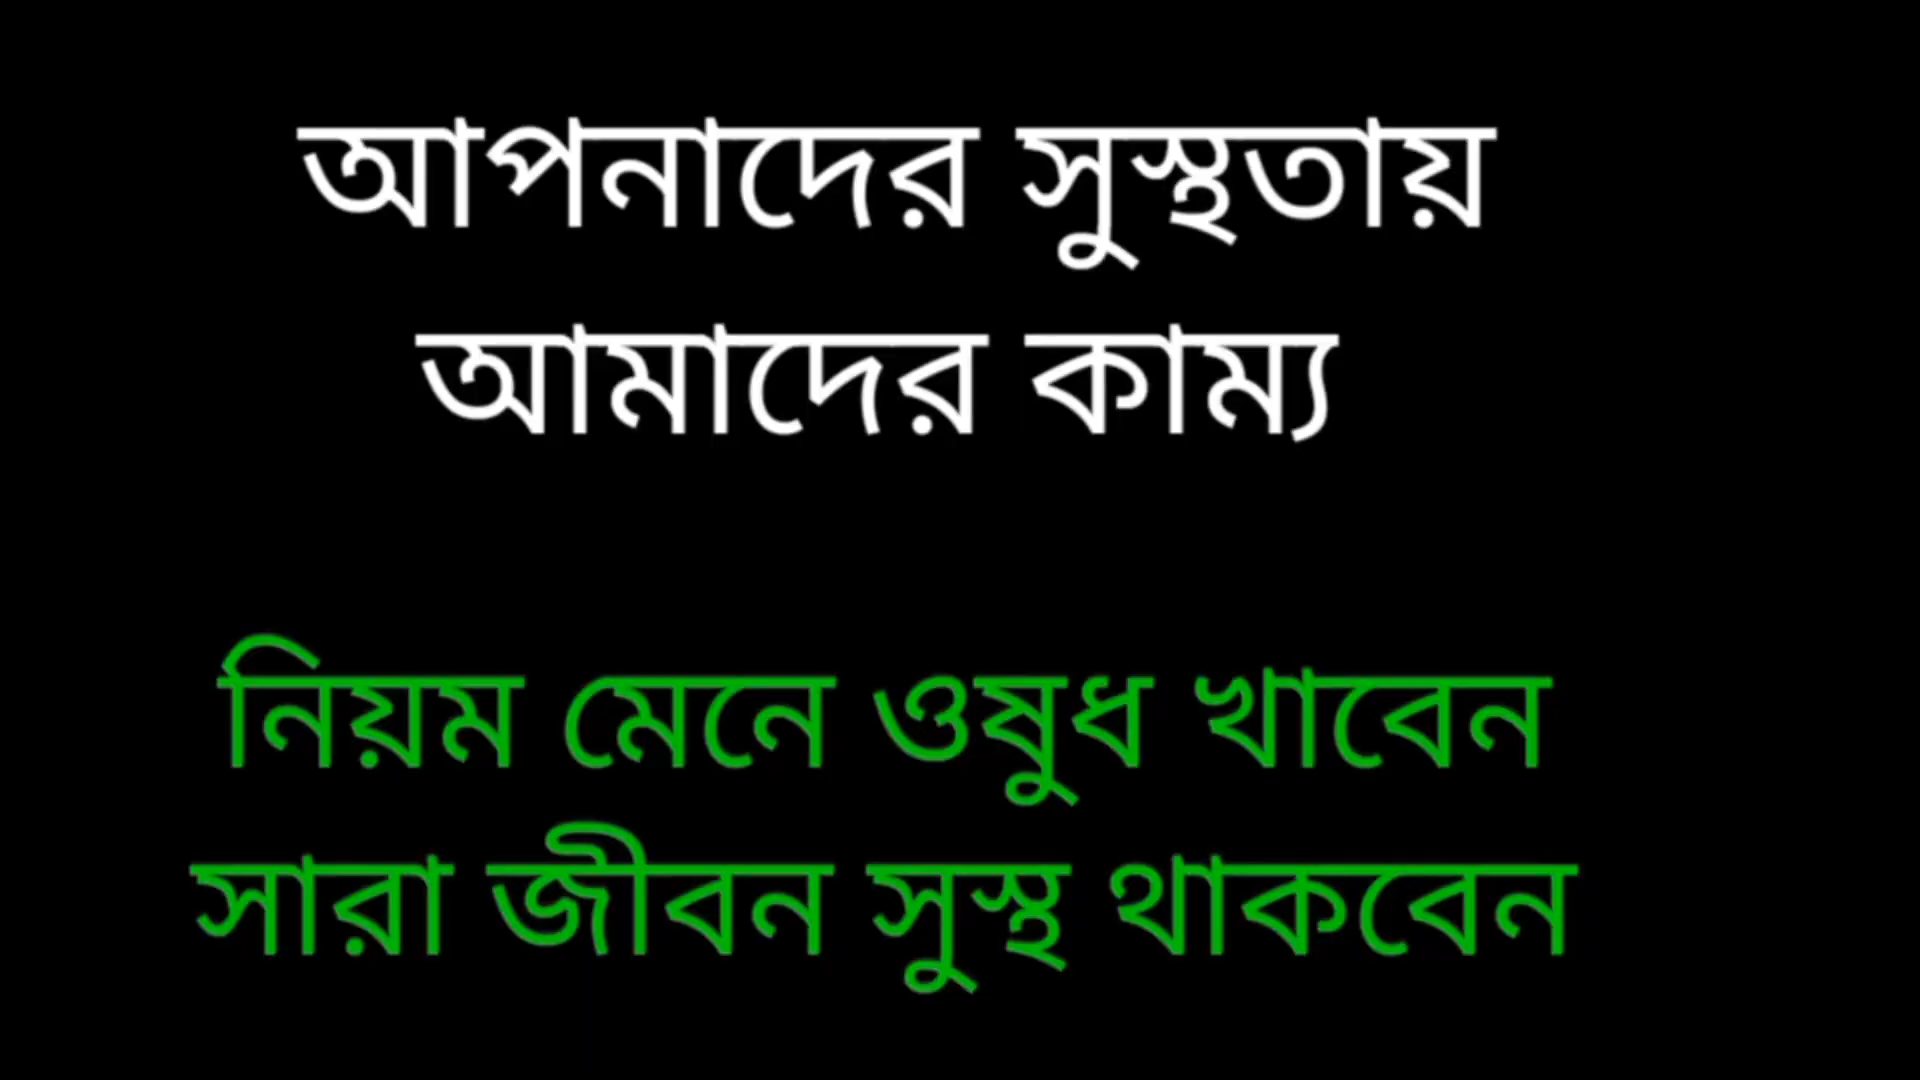 আপনাদের সুস্থতায়
আমাদের কাম্য
নিয়ম মেনে ওষুধ খাবেন
সারা জীবন সুস্থ থাকবেন